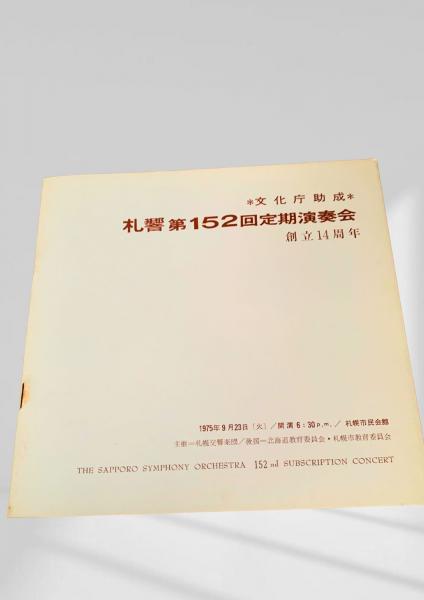 *文化庁助成*
札響第152回定期演奏会
創立14周年
1975年9月23日〔火〕/開演6:30p.m./札幌市民会館
主催=札幌交響楽団/後援=北海道教育委員会・札幌市教育委員会
THE SAPPORO SYMPHONY ORCHESTRA 152nd SUBSCRIPTION CONCERT